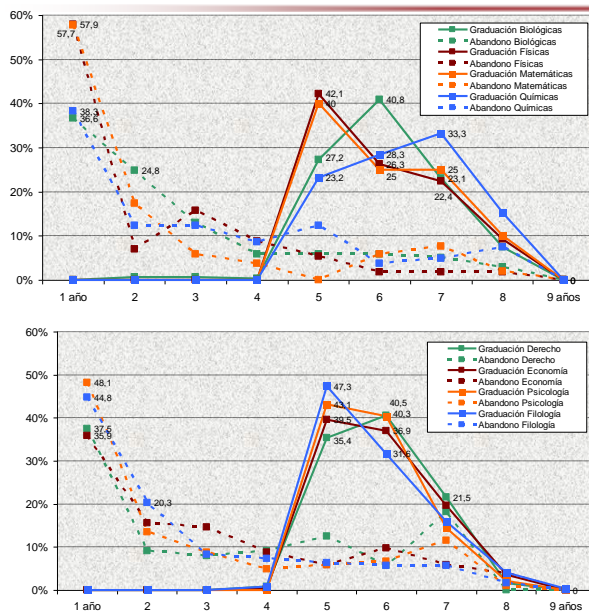 60%
50%
40%
30%
20%
10%
0%
57,9
57,7
38,3
36,6
24,8
42,1
40
27,2
23,2
40,8
28,3
26,3
25
33,3
25
23,1
22,4
0
1 año 2 3 4 5 6 7 8 9 años
Graduación Biológicas
Abandono Biológicas
Graduación Físicas
Abandono Físicas
Graduación Matemáticas
Abandono Matemáticas
Graduación Químicas
Abandono Químicas
60%
50%
40%
30%
20%
10%
0%
48,1
44,8
35,9
20,3
47,3
43,1
39,5
35,4
40,5
40,3
36,9
31,6
21,5
0
1 año 2 3 4 5 6 7 8 9 años
Graduación Derecho
Abandono Derecho
Graduación Economía
Abandono Economía
Graduación Psicología
Abandono Psicología
Graduación Filología
Abandono Filología